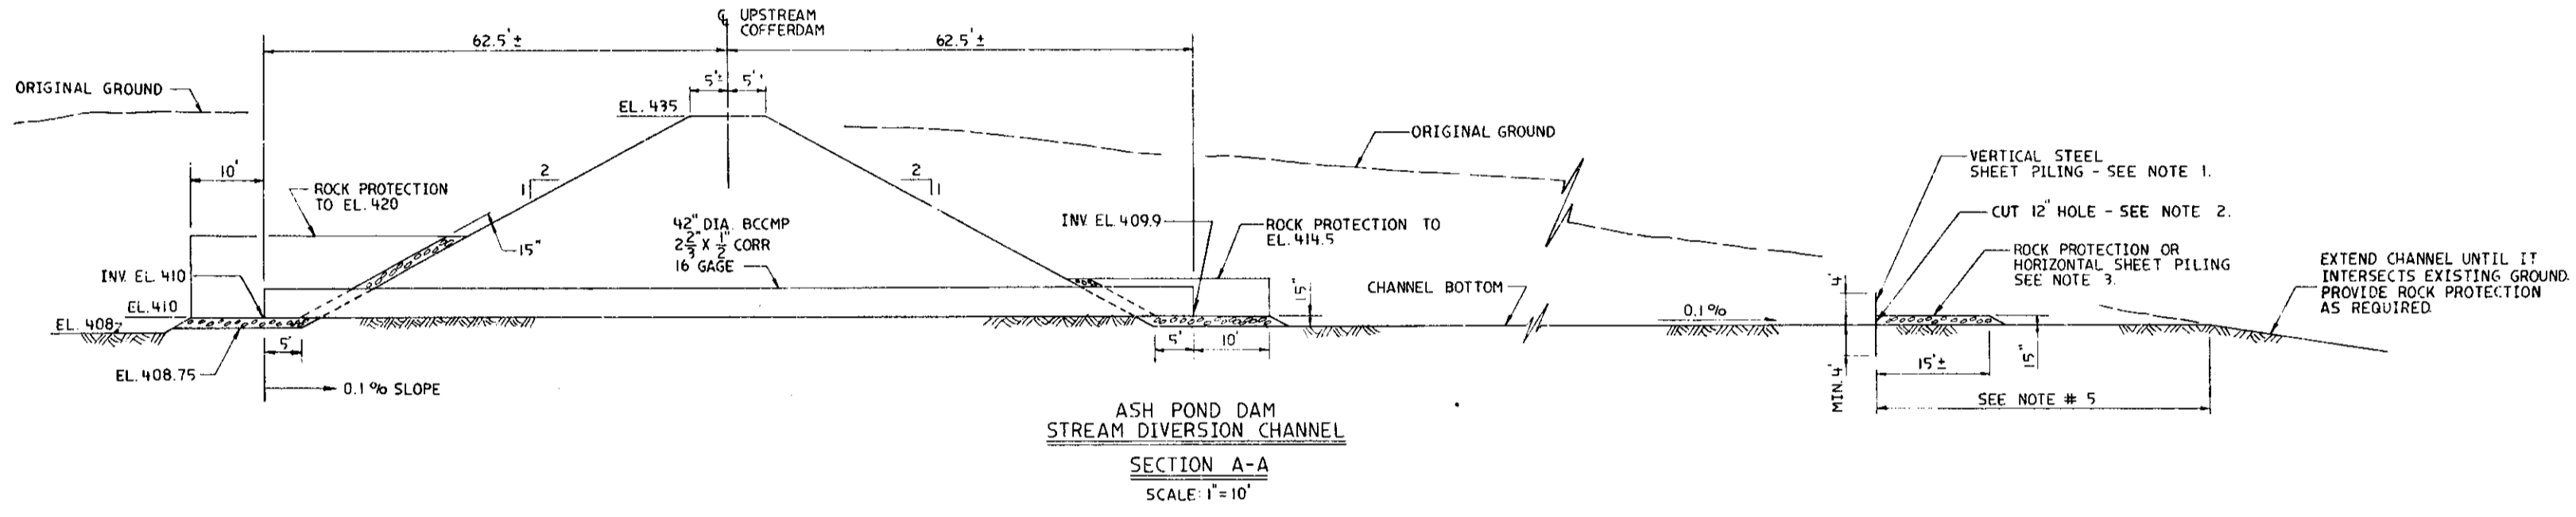 ℄ UPSTREAM
COFFERDAM
62.5'±
62.5'±
5'±
5'±
ORIGINAL GROUND
EL. 435
ORIGINAL GROUND
10'
ROCK PROTECTION
TO EL. 420
2
1
2
1
15"
42" DIA. BCCMP
2 2/3" X 1/2" CORR
16 GAGE
INV. EL. 409.9
ROCK PROTECTION TO
EL. 414.5
VERTICAL STEEL
SHEET PILING - SEE NOTE 1.
CUT 12" HOLE - SEE NOTE 2.
ROCK PROTECTION OR
HORIZONTAL SHEET PILING
SEE NOTE 3.
EXTEND CHANNEL UNTIL IT
INTERSECTS EXISTING GROUND.
PROVIDE ROCK PROTECTION
AS REQUIRED.
INV. EL. 410
EL. 410
EL. 408
EL. 408.75
5'
0.1% SLOPE
5'
10'
15"
CHANNEL BOTTOM
0.1%
4'
MIN. 4'
15'±
15"
SEE NOTE # 5
ASH POND DAM
STREAM DIVERSION CHANNEL
SECTION A-A
SCALE: 1"=10'